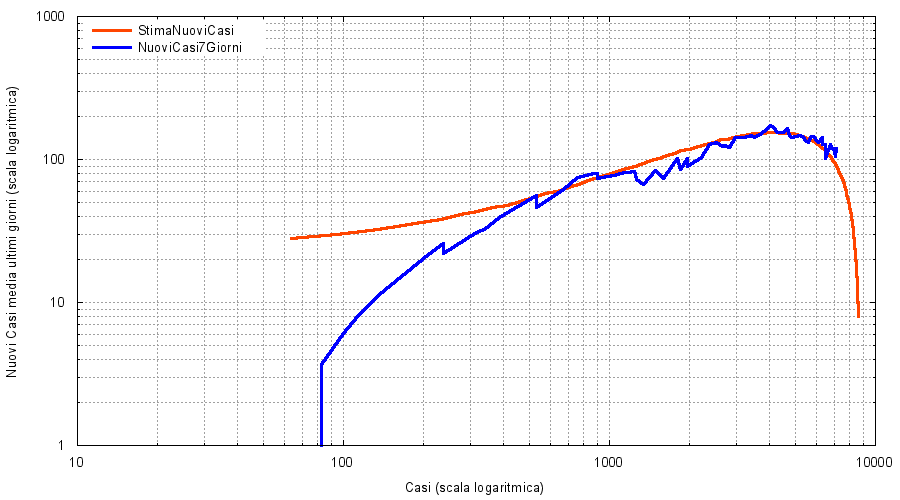 1000
StimaNuoviCasi
NuoviCasi7Giorni
100
Nuovi Casi media ultimi giorni (scala logaritmica)
10
1
10 100 1000 10000
Casi (scala logaritmica)